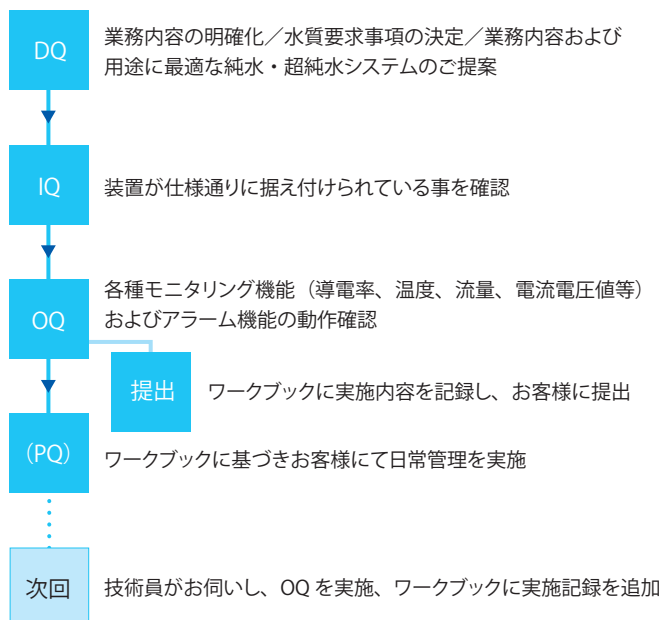 DQ
業務内容の明確化／水質要求事項の決定／業務内容および
用途に最適な純水・超純水システムのご提案
IQ
装置が仕様通りに据え付けられている事を確認
OQ
各種モニタリング機能（導電率、温度、流量、電流電圧値等）
およびアラーム機能の動作確認
提出
ワークブックに実施内容を記録し、お客様に提出
(PQ)
ワークブックに基づきお客様にて日常管理を実施
次回
技術員がお伺いし、OQ を実施、ワークブックに実施記録を追加